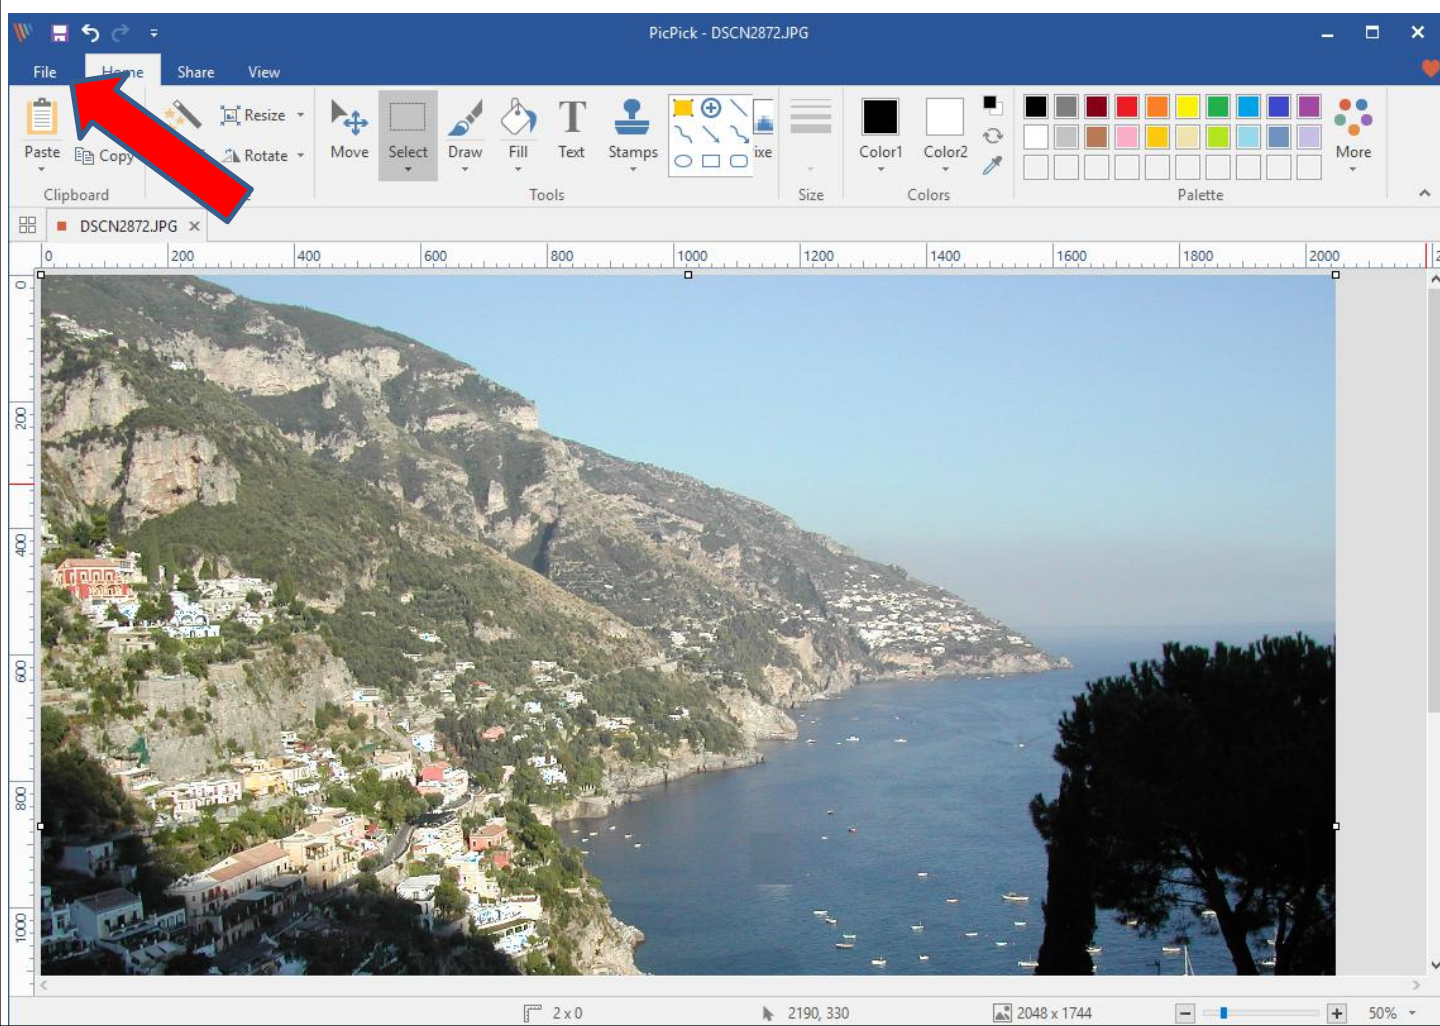 PicPick - DSCN2872.JPG
File Home Share View
Resize
Paste Copy Rotate Move Select Draw Fill Text Stamps Color1 Color2 More
Clipboard Tools Size Colors Palette
DSCN2872.JPG
0 200 400 600 800 1000 1200 1400 1600 1800 2000
0
200
400
600
800
1000
2 x 0 2190, 330 2048 x 1744 50%